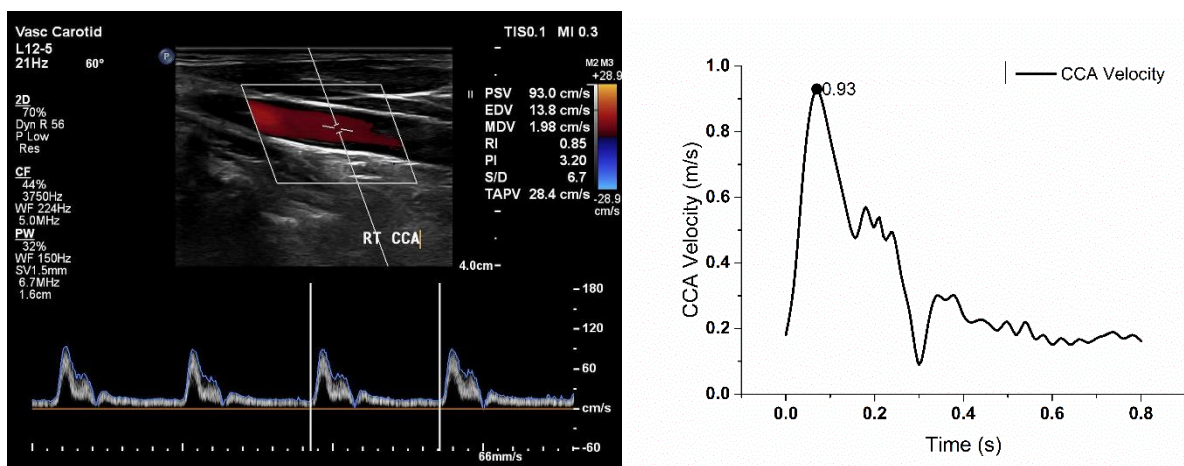 Vasc Carotid
L12-5
21Hz 60°
TIS0.1 MI 0.3
2D
70%
Dyn R 56
P Low
Res
CF
44%
3750Hz
WF 224Hz
5.0MHz
PW
32%
WF 150Hz
SV1.5mm
6.7MHz
1.6cm
P
RT CCA
4.0cm
PSV 93.0 cm/s
EDV 13.8 cm/s
MDV 1.98 cm/s
RI 0.85
PI 3.20
S/D 6.7
TAPV 28.4 cm/s
M2 M3
+28.9
-28.9
cm/s
180
120
60
cm/s
-60
66mm/s
CCA Velocity
0.93
CCA Velocity (m/s)
1.0
0.8
0.6
0.4
0.2
0.0
0.0 0.2 0.4 0.6 0.8
Time (s)